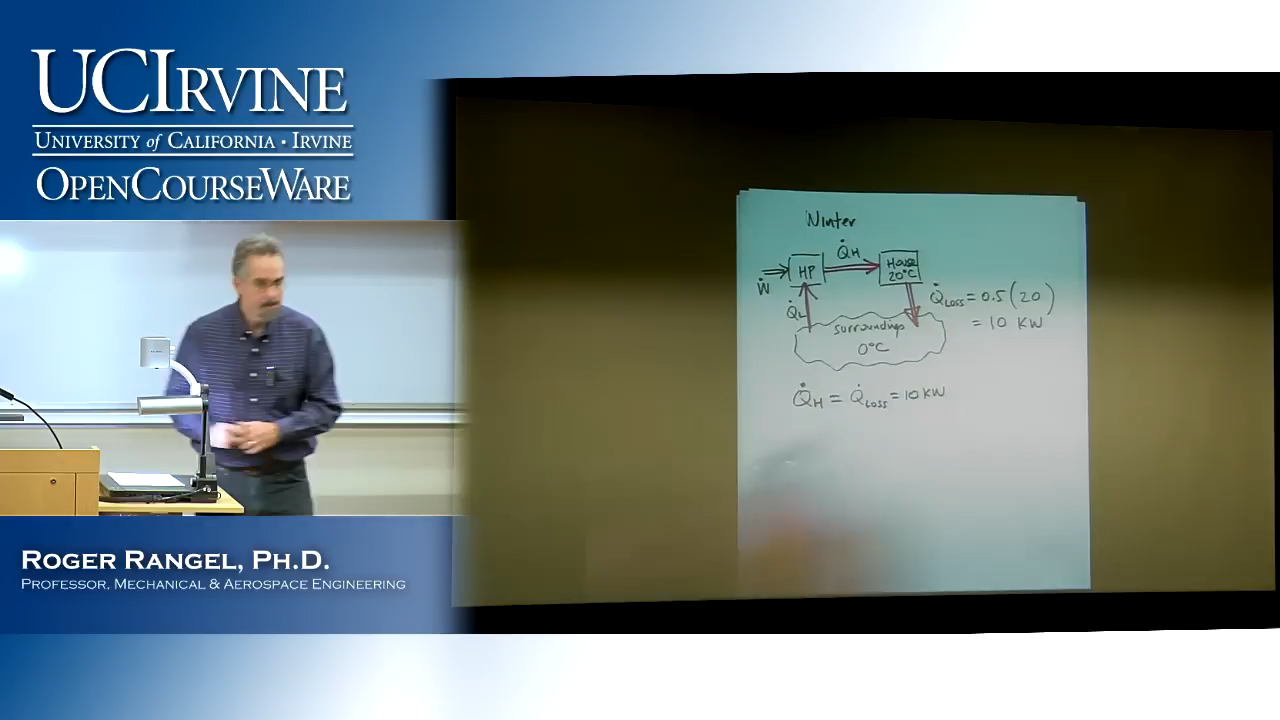 UCIRVINE
UNIVERSITY of CALIFORNIA · IRVINE
OPENCOURSEWARE
Winter
Q̇H
HP
House
20°C
Ẇ
Q̇L
Q̇LOSS = 0.5 (20)
= 10 KW
surroundings
0°C
Q̇H = Q̇LOSS = 10 KW
ROGER RANGEL, PH.D.
PROFESSOR, MECHANICAL & AEROSPACE ENGINEERING